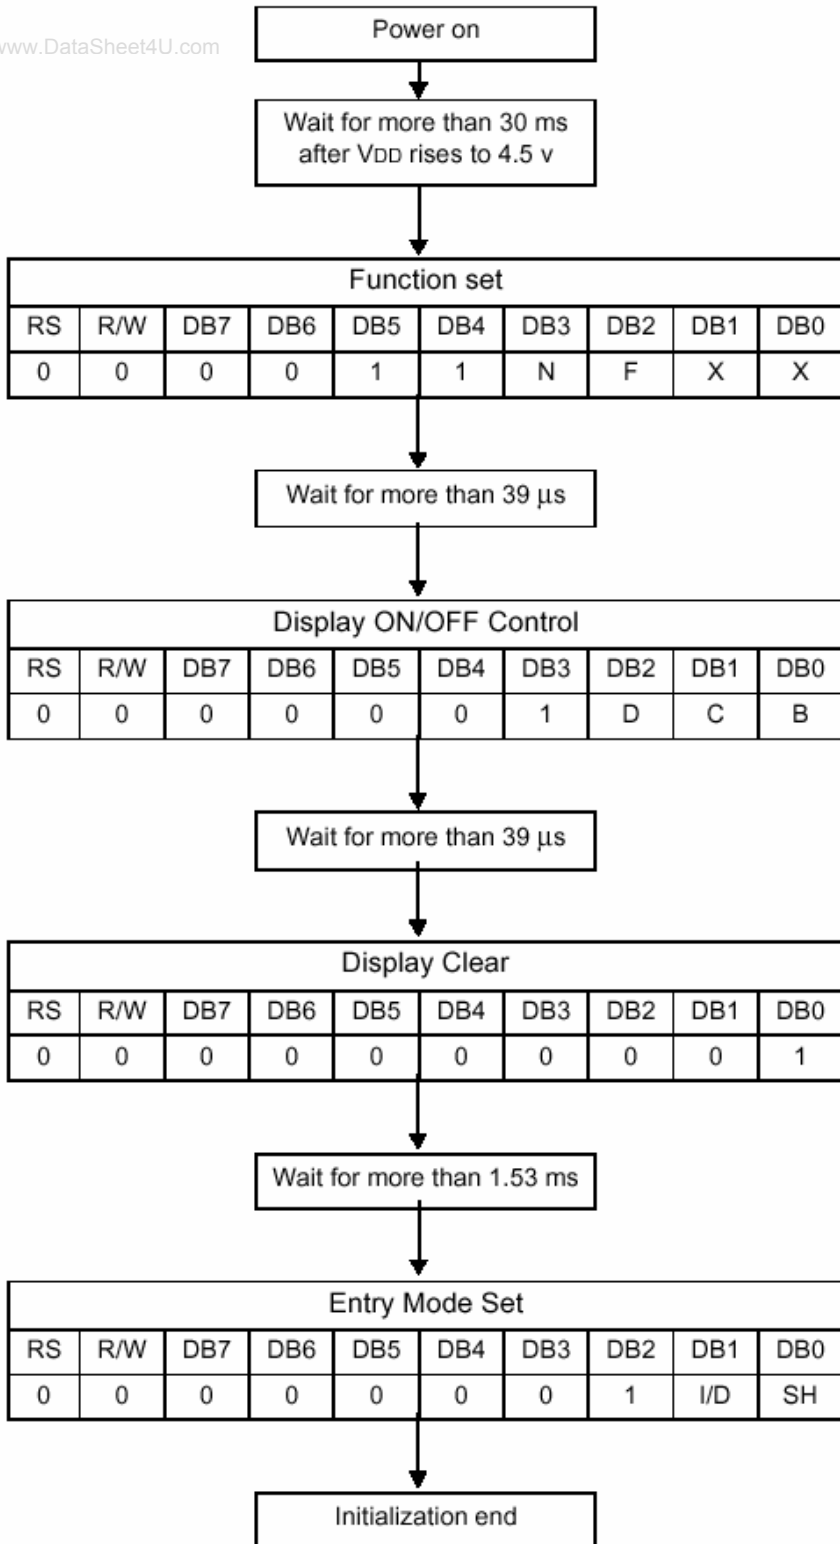 Power on
www.DataSheet4U.com
Wait for more than 30 ms
after VDD rises to 4.5 v
Function set
RS R/W DB7 DB6 DB5 DB4 DB3 DB2 DB1 DB0
0 0 0 0 1 1 N F X X
Wait for more than 39 µs
Display ON/OFF Control
RS R/W DB7 DB6 DB5 DB4 DB3 DB2 DB1 DB0
0 0 0 0 0 0 1 D C B
Wait for more than 39 µs
Display Clear
RS R/W DB7 DB6 DB5 DB4 DB3 DB2 DB1 DB0
0 0 0 0 0 0 0 0 0 1
Wait for more than 1.53 ms
Entry Mode Set
RS R/W DB7 DB6 DB5 DB4 DB3 DB2 DB1 DB0
0 0 0 0 0 0 0 1 I/D SH
Initialization end